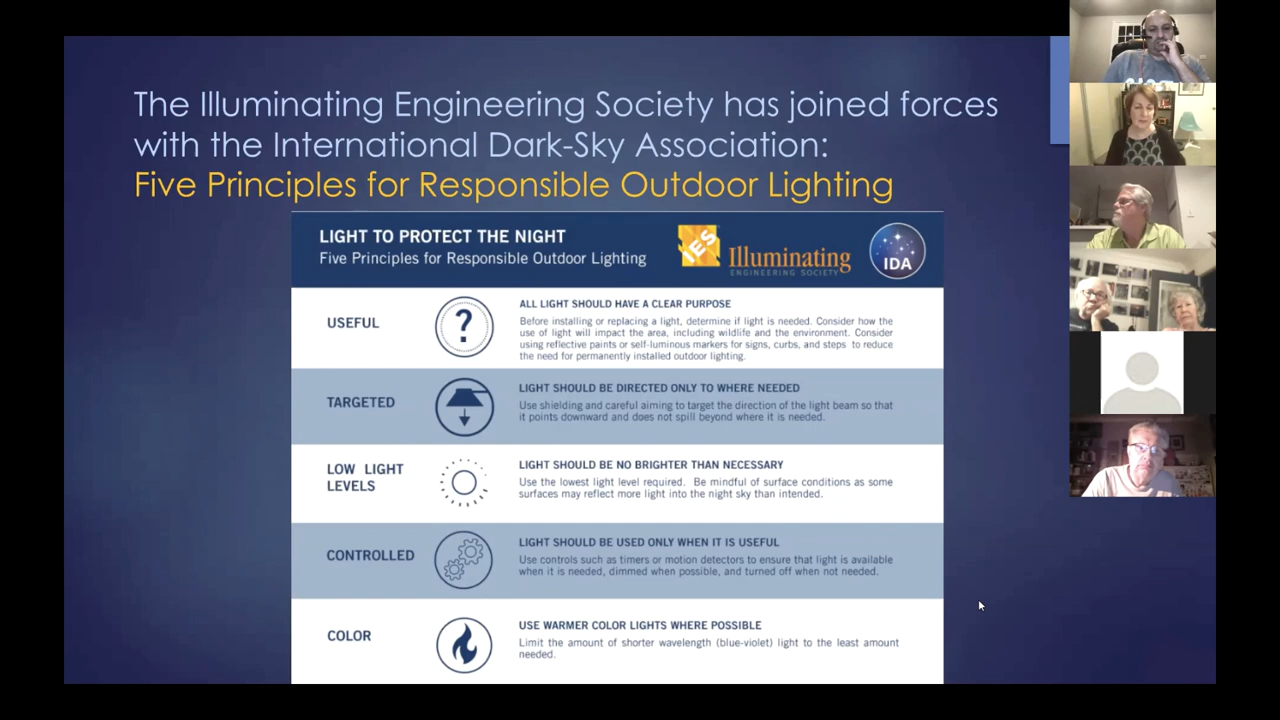 The Illuminating Engineering Society has joined forces
with the International Dark-Sky Association:
Five Principles for Responsible Outdoor Lighting
LIGHT TO PROTECT THE NIGHT
Five Principles for Responsible Outdoor Lighting
IES
Illuminating
ENGINEERING SOCIETY
IDA
USEFUL
?
ALL LIGHT SHOULD HAVE A CLEAR PURPOSE
Before installing or replacing a light, determine if light is needed. Consider how the
use of light will impact the area, including wildlife and the environment. Consider
using reflective paints or self-luminous markers for signs, curbs, and steps to reduce
the need for permanently installed outdoor lighting.
TARGETED
LIGHT SHOULD BE DIRECTED ONLY TO WHERE NEEDED
Use shielding and careful aiming to target the direction of the light beam so that
it points downward and does not spill beyond where it is needed.
LOW LIGHT
LEVELS
LIGHT SHOULD BE NO BRIGHTER THAN NECESSARY
Use the lowest light level required. Be mindful of surface conditions as some
surfaces may reflect more light into the night sky than intended.
CONTROLLED
LIGHT SHOULD BE USED ONLY WHEN IT IS USEFUL
Use controls such as timers or motion detectors to ensure that light is available
when it is needed, dimmed when possible, and turned off when not needed.
COLOR
USE WARMER COLOR LIGHTS WHERE POSSIBLE
Limit the amount of shorter wavelength (blue-violet) light to the least amount
needed.